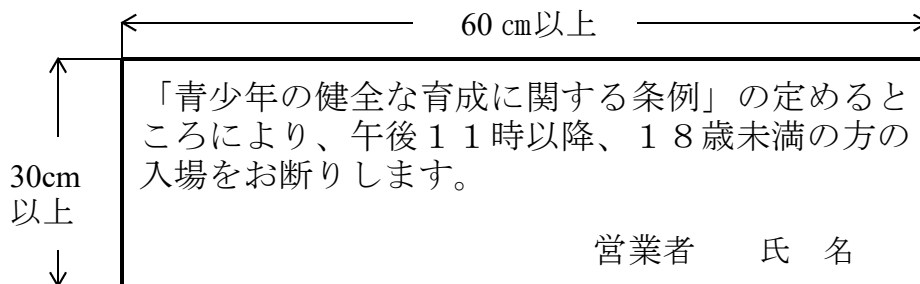 60 ㎝以上
「青少年の健全な育成に関する条例」の定めると
ころにより、午後１１時以降、１８歳未満の方の
入場をお断りします。
30cm
以上
営業者　　氏　名